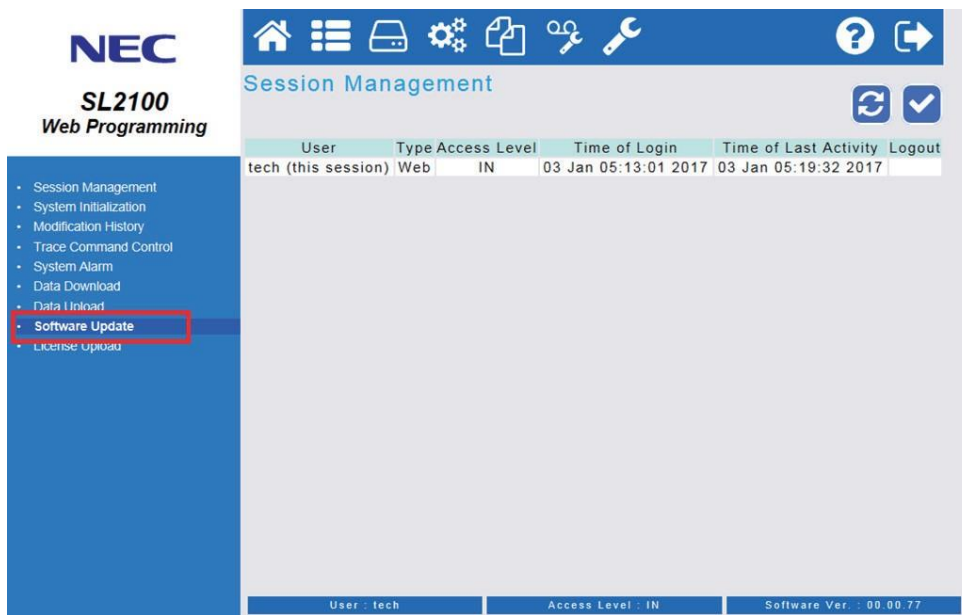 NEC
SL2100
Web Programming
Session Management
System Initialization
Modification History
Trace Command Control
System Alarm
Data Download
Data Upload
Software Update
License Upload
Session Management
User Type Access Level Time of Login Time of Last Activity Logout
tech (this session) Web IN 03 Jan 05:13:01 2017 03 Jan 05:19:32 2017
User : tech Access Level : IN Software Ver. : 00.00.77